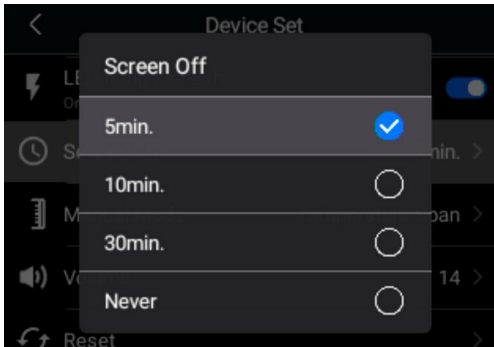 Device Set
Screen Off
5min.
10min.
30min.
Never
14
Reset